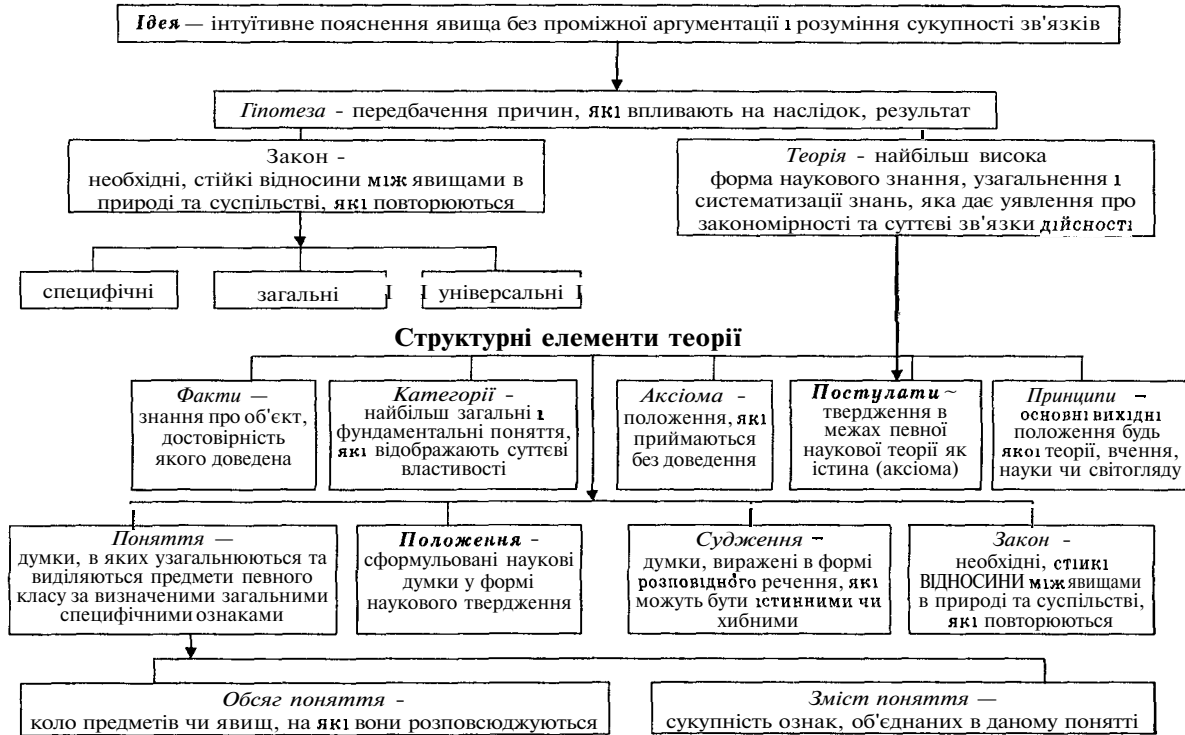 Ідея — інтуїтивне пояснення явища без проміжної аргументації і розуміння сукупності зв'язків
Гіпотеза - передбачення причин, які впливають на наслідок, результат
Закон -
необхідні, стійкі відносини між явищами в
природі та суспільстві, які повторюються
Теорія - найбільш висока
форма наукового знання, узагальнення і
систематизації знань, яка дає уявлення про
закономірності та суттєві зв'язки дійсності
специфічні
загальні
універсальні
Структурні елементи теорії
Факти —
знання про об'єкт,
достовірність
якого доведена
Категорії -
найбільш загальні і
фундаментальні поняття,
які відображають суттєві
властивості
Аксіома -
положення, які
приймаються
без доведення
Постулати ~
твердження в
межах певної
наукової теорії як
істина (аксіома)
Принципи –
основні вихідні
положення будь
якоі теорії, вчення,
науки чи світогляду
Поняття —
думки, в яких узагальнюються та
виділяються предмети певного
класу за визначеними загальними
специфічними ознаками
Положення -
сформульовані наукові
думки у формі
наукового твердження
Судження –
думки, виражені в формі
розповідного речення, які
можуть бути істинними чи
хибними
Закон -
необхідні, стійкі
ВІДНОСИНИ між явищами
в природі та суспільстві,
які повторюються
Обсяг поняття -
коло предметів чи явищ, на які вони розповсюджуються
Зміст поняття —
сукупність ознак, об'єднаних в даному понятті